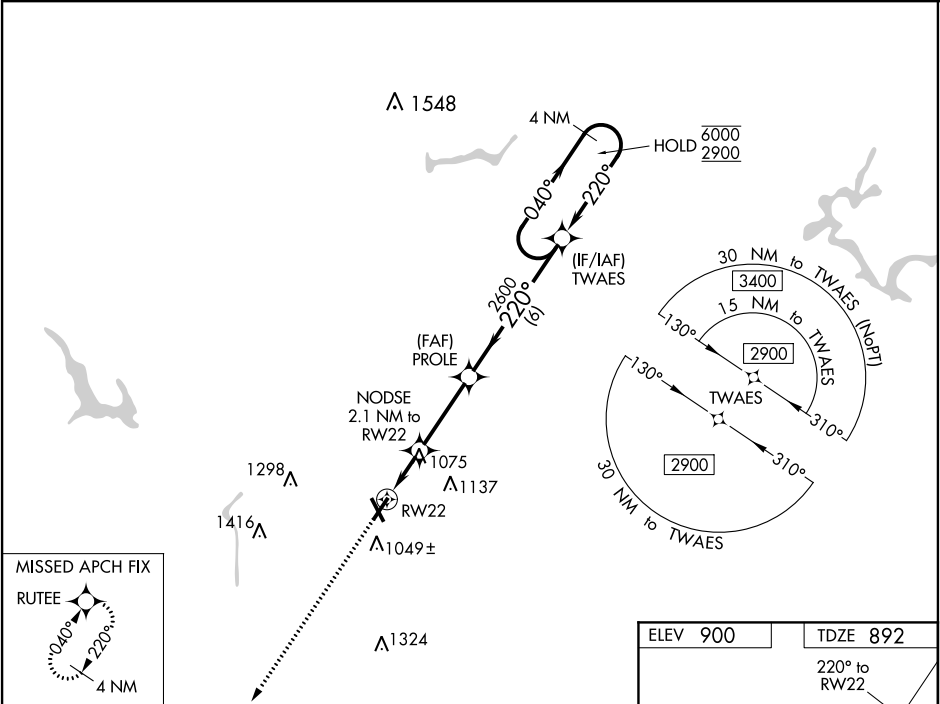 1548
4 NM
HOLD 6000
2900
040°
220°
(IF/IAF)
TWAES
2600
220°
(6)
(FAF)
PROLE
NODSE
2.1 NM to
RW22
1075
1298
1137
RW22
1416
1049±
1324
30 NM to TWAES (NoPT)
3400
15 NM to TWAES
130°
2900
130°
TWAES
310°
310°
2900
30 NM to TWAES
MISSED APCH FIX
RUTEE
040°
220°
4 NM
ELEV 900
TDZE 892
220° to
RW22